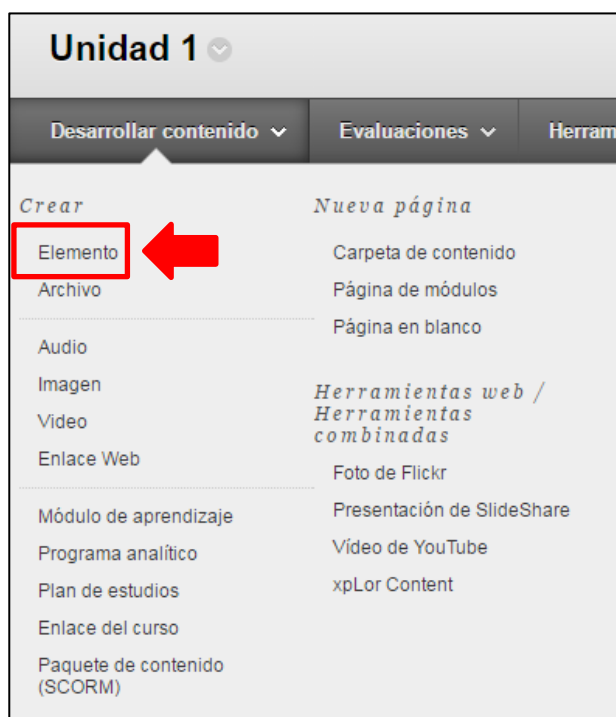 Unidad 1
Desarrollar contenido
Evaluaciones
Crear
Elemento
Archivo
Audio
Imagen
Video
Enlace Web
Módulo de aprendizaje
Programa analítico
Plan de estudios
Enlace del curso
Paquete de contenido
(SCORM)
Nueva página
Carpeta de contenido
Página de módulos
Página en blanco
Herramientas web /
Herramientas
combinadas
Foto de Flickr
Presentación de SlideShare
Vídeo de YouTube
xpLor Content